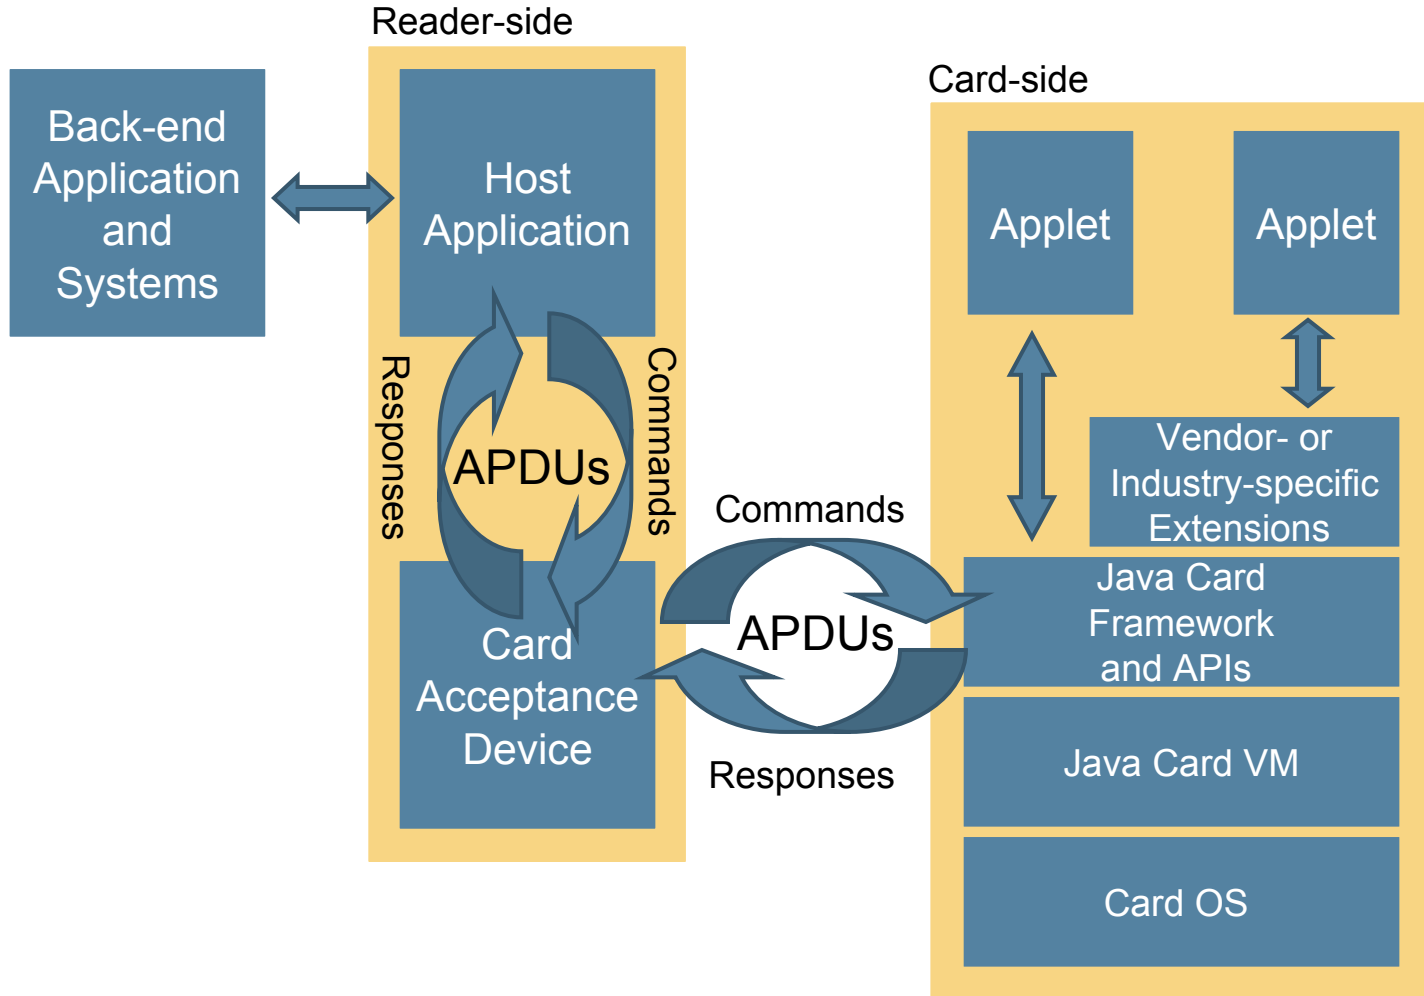 Reader-side
Card-side
Back-end
Application
and
Systems
Host
Application
Applet
Applet
Responses
Commands
APDUs
Vendor- or
Industry-specific
Extensions
Commands
APDUs
Responses
Card
Acceptance
Device
Java Card
Framework
and APIs
Java Card VM
Card OS